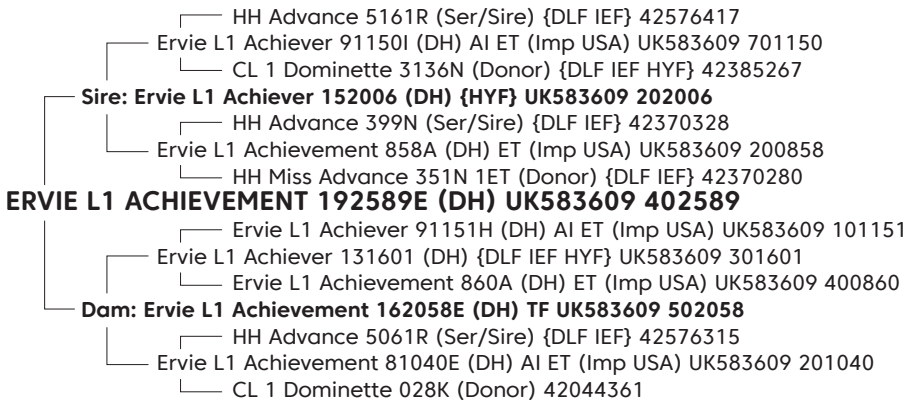 HH Advance 5161R (Ser/Sire) {DLF IEF} 42576417
Ervie L1 Achiever 91150I (DH) AI ET (Imp USA) UK583609 701150
CL 1 Dominette 3136N (Donor) {DLF IEF HYF} 42385267
Sire: Ervie L1 Achiever 152006 (DH) {HYF} UK583609 202006
HH Advance 399N (Ser/Sire) {DLF IEF} 42370328
Ervie L1 Achievement 858A (DH) ET (Imp USA) UK583609 200858
HH Miss Advance 351N 1ET (Donor) {DLF IEF} 42370280
ERVIE L1 ACHIEVEMENT 192589E (DH) UK583609 402589
Ervie L1 Achiever 91151H (DH) AI ET (Imp USA) UK583609 101151
Ervie L1 Achiever 131601 (DH) {DLF IEF HYF} UK583609 301601
Ervie L1 Achievement 860A (DH) ET (Imp USA) UK583609 400860
Dam: Ervie L1 Achievement 162058E (DH) TF UK583609 502058
HH Advance 5061R (Ser/Sire) {DLF IEF} 42576315
Ervie L1 Achievement 81040E (DH) AI ET (Imp USA) UK583609 201040
CL 1 Dominette 028K (Donor) 42044361